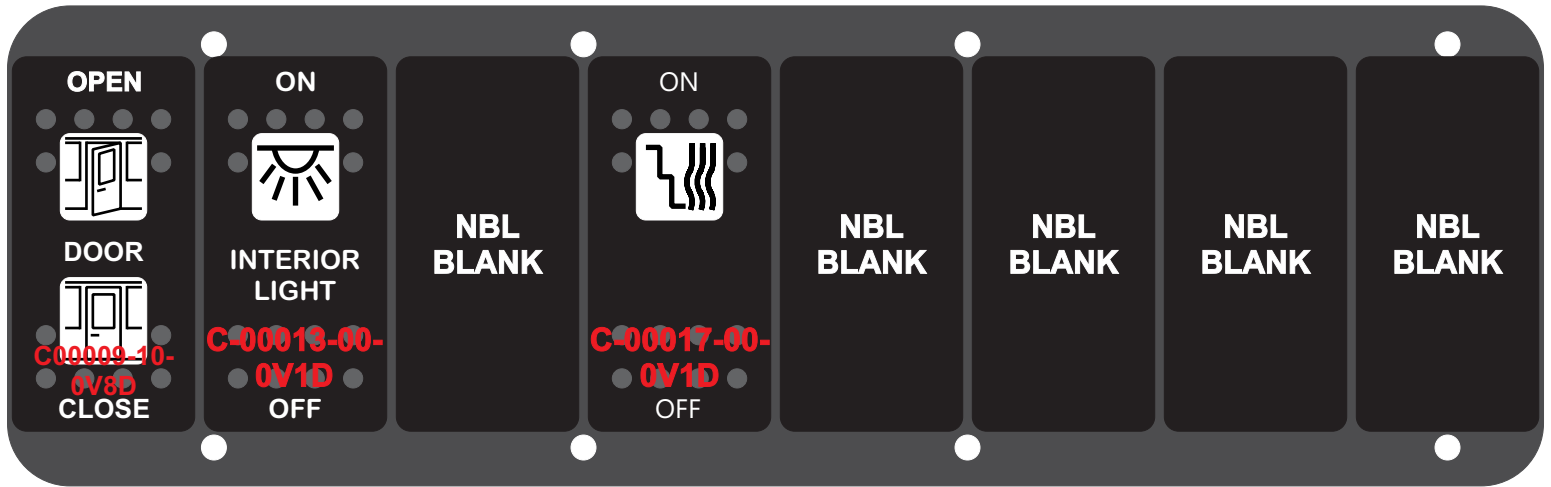 OPEN
DOOR
C00009-10-
0V8D
CLOSE
ON
INTERIOR
LIGHT
C-00013-00-
0V1D
OFF
NBL
BLANK
ON
C-00017-00-
0V1D
OFF
NBL
BLANK
NBL
BLANK
NBL
BLANK
NBL
BLANK